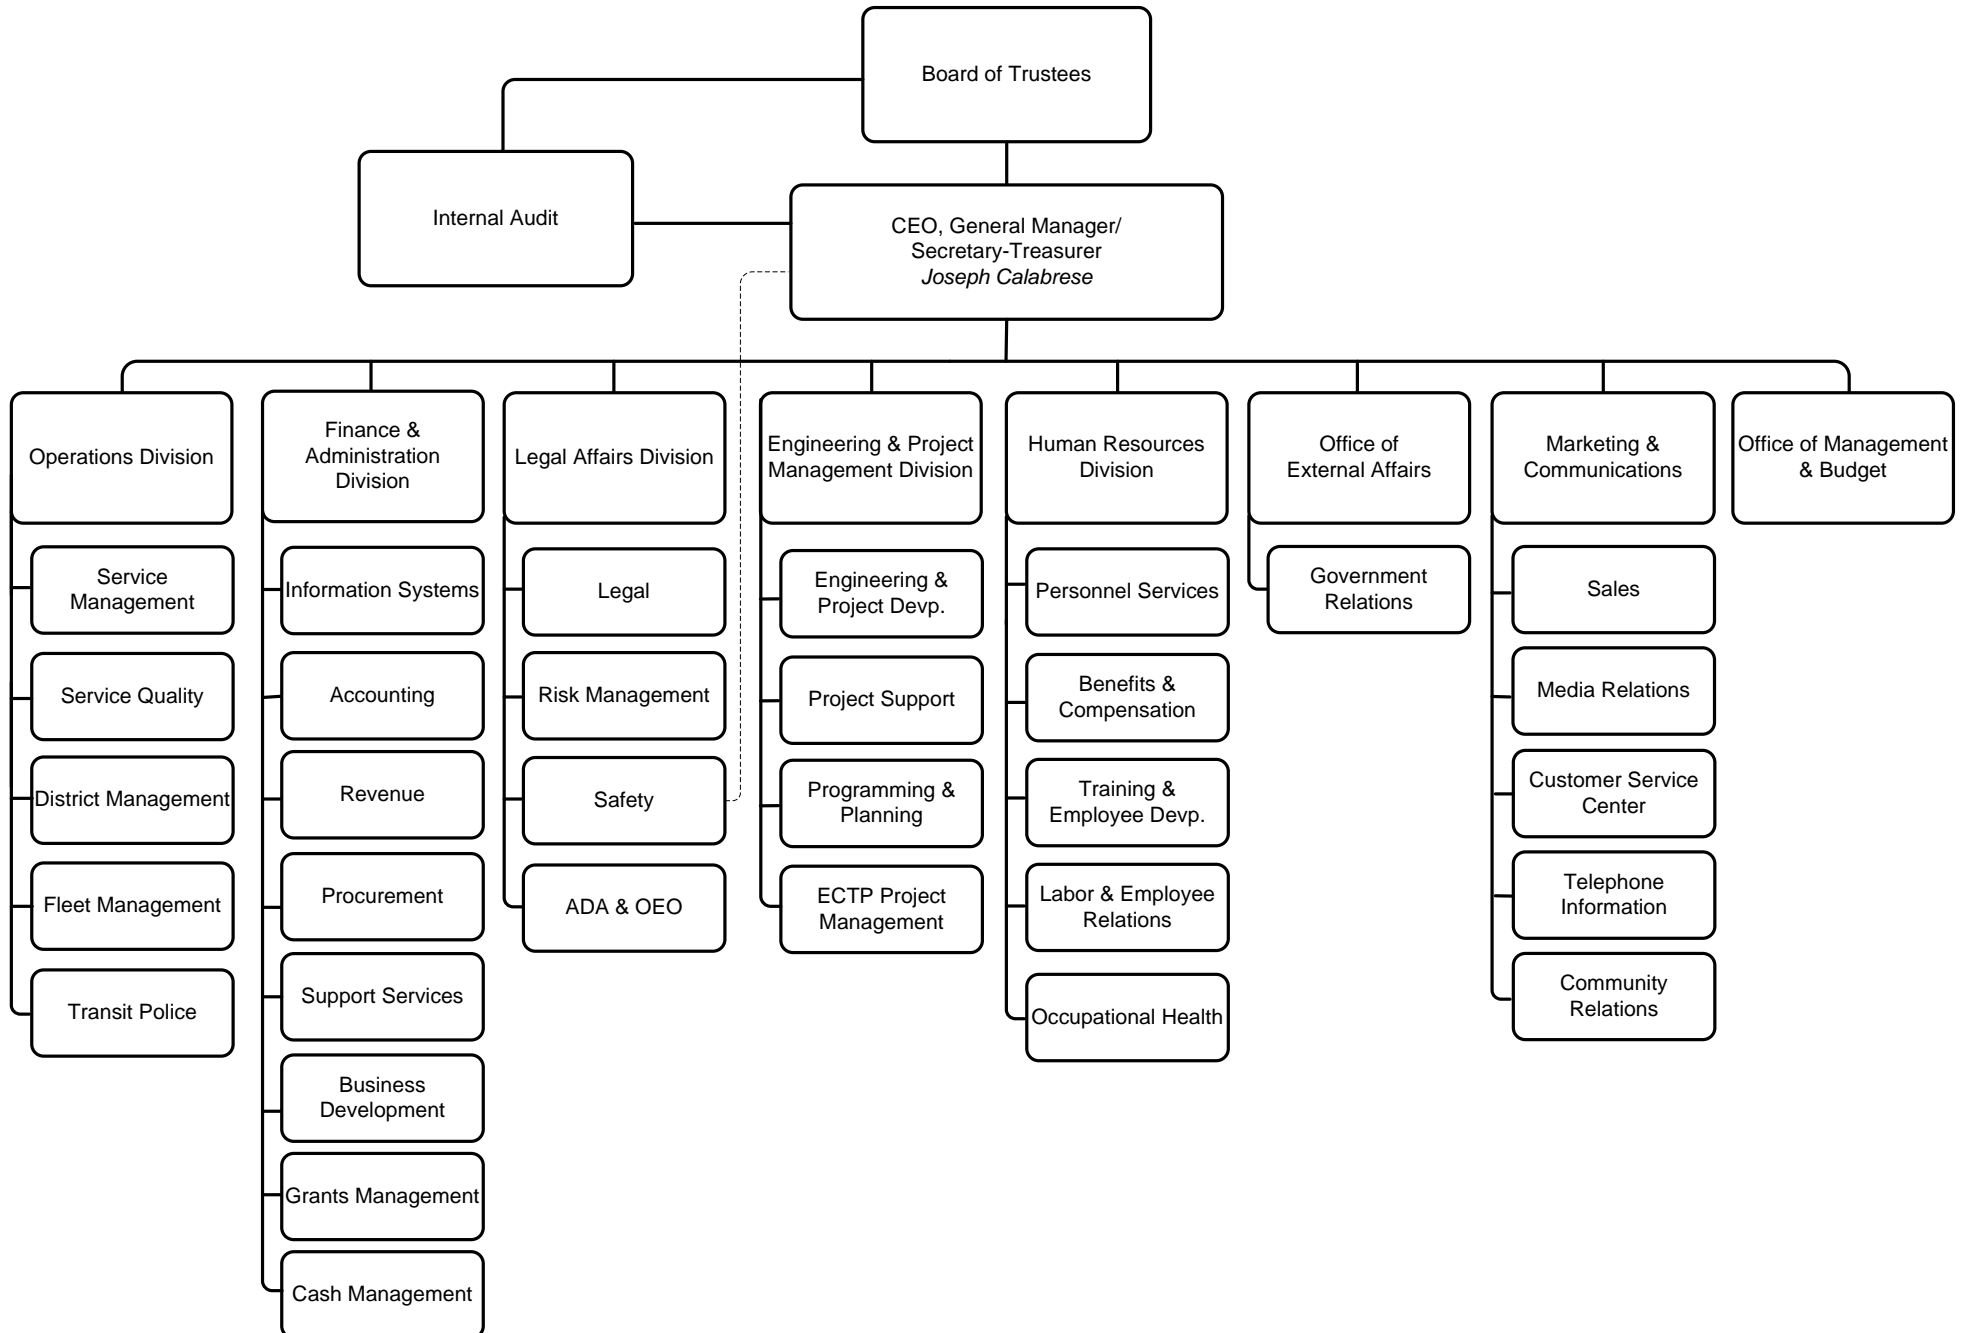 Board of Trustees
Internal Audit
CEO, General Manager/
Secretary-Treasurer
Joseph Calabrese
Operations Division
Finance &
Administration
Division
Legal Affairs Division
Engineering & Project
Management Division
Human Resources
Division
Office of
External Affairs
Marketing &
Communications
Office of Management
& Budget
Service
Management
Service Quality
District Management
Fleet Management
Transit Police
Information Systems
Accounting
Revenue
Procurement
Support Services
Business
Development
Grants Management
Cash Management
Legal
Risk Management
Safety
ADA & OEO
Engineering &
Project Devp.
Project Support
Programming &
Planning
ECTP Project
Management
Personnel Services
Benefits &
Compensation
Training &
Employee Devp.
Labor & Employee
Relations
Occupational Health
Government
Relations
Sales
Media Relations
Customer Service
Center
Telephone
Information
Community
Relations